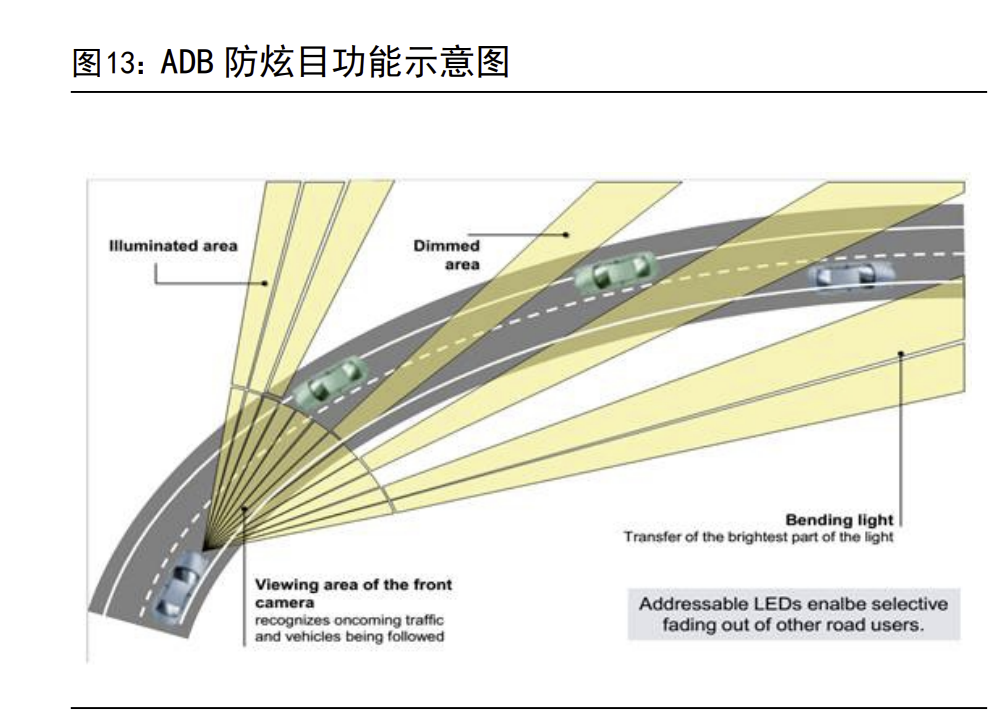 图13：ADB 防炫目功能示意图
Illuminated area
Dimmed
area
Bending light
Transfer of the brightest part of the light
Viewing area of the front
camera
recognizes oncoming traffic
and vehicles being followed
Addressable LEDs enalbe selective
fading out of other road users.